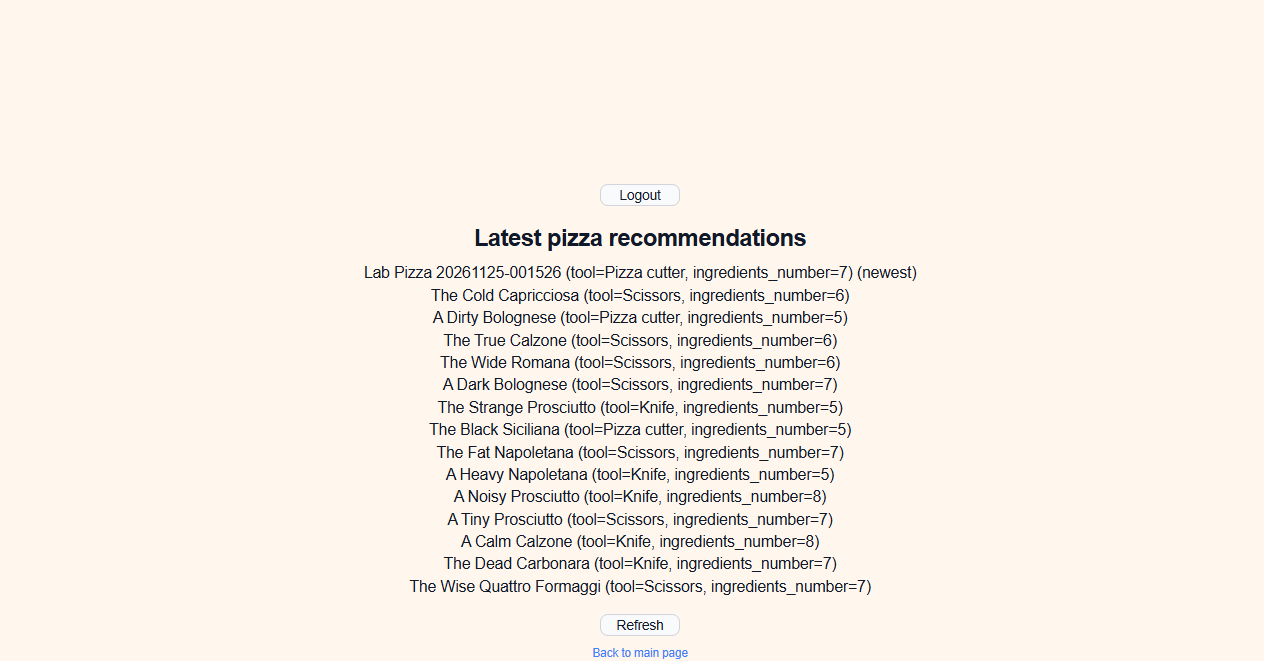 Logout
Latest pizza recommendations
Lab Pizza 20261125-001526 (tool=Pizza cutter, ingredients_number=7) (newest)
The Cold Capricciosa (tool=Scissors, ingredients_number=6)
A Dirty Bolognese (tool=Pizza cutter, ingredients_number=5)
The True Calzone (tool=Scissors, ingredients_number=6)
The Wide Romana (tool=Scissors, ingredients_number=6)
A Dark Bolognese (tool=Scissors, ingredients_number=7)
The Strange Prosciutto (tool=Knife, ingredients_number=5)
The Black Siciliana (tool=Pizza cutter, ingredients_number=5)
The Fat Napoletana (tool=Scissors, ingredients_number=7)
A Heavy Napoletana (tool=Knife, ingredients_number=5)
A Noisy Prosciutto (tool=Knife, ingredients_number=8)
A Tiny Prosciutto (tool=Scissors, ingredients_number=7)
A Calm Calzone (tool=Knife, ingredients_number=8)
The Dead Carbonara (tool=Knife, ingredients_number=7)
The Wise Quattro Formaggi (tool=Scissors, ingredients_number=7)
Refresh
Back to main page